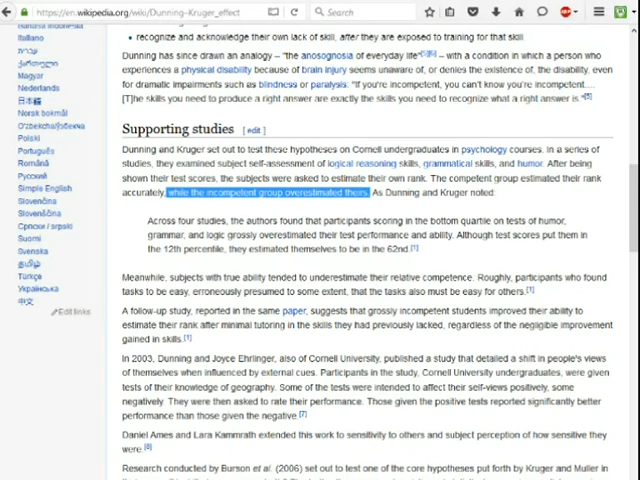 https://en.wikipedia.org/wiki/Dunning–Kruger_effect
Search
Bahasa Indonesia
Italiano
עברית
ქართული
Magyar
Nederlands
日本語
Norsk bokmål
Oʻzbekcha/ўзбекча
Polski
Português
Română
Русский
Simple English
Slovenčina
Slovenščina
Српски / srpski
Suomi
Svenska
தமிழ்
Türkçe
Українська
中文
Edit links
recognize and acknowledge their own lack of skill, after they are exposed to training for that skill
Dunning has since drawn an analogy – "the anosognosia of everyday life"[5][6] – with a condition in which a person who
experiences a physical disability because of brain injury seems unaware of, or denies the existence of, the disability, even
for dramatic impairments such as blindness or paralysis: "If you're incompetent, you can't know you're incompetent....
[T]he skills you need to produce a right answer are exactly the skills you need to recognize what a right answer is."[5]
Supporting studies [ edit ]
Dunning and Kruger set out to test these hypotheses on Cornell undergraduates in psychology courses. In a series of
studies, they examined subject self-assessment of logical reasoning skills, grammatical skills, and humor. After being
shown their test scores, the subjects were asked to estimate their own rank. The competent group estimated their rank
accurately, while the incompetent group overestimated theirs. As Dunning and Kruger noted:
Across four studies, the authors found that participants scoring in the bottom quartile on tests of humor,
grammar, and logic grossly overestimated their test performance and ability. Although test scores put them in
the 12th percentile, they estimated themselves to be in the 62nd.[1]
Meanwhile, subjects with true ability tended to underestimate their relative competence. Roughly, participants who found
tasks to be easy, erroneously presumed to some extent, that the tasks also must be easy for others.[1]
A follow-up study, reported in the same paper, suggests that grossly incompetent students improved their ability to
estimate their rank after minimal tutoring in the skills they had previously lacked, regardless of the negligible improvement
gained in skills.[1]
In 2003, Dunning and Joyce Ehrlinger, also of Cornell University, published a study that detailed a shift in people's views
of themselves when influenced by external cues. Participants in the study, Cornell University undergraduates, were given
tests of their knowledge of geography. Some of the tests were intended to affect their self-views positively, some
negatively. They were then asked to rate their performance. Those given the positive tests reported significantly better
performance than those given the negative.[7]
Daniel Ames and Lara Kammrath extended this work to sensitivity to others and subject perception of how sensitive they
were.[8]
Research conducted by Burson et al. (2006) set out to test one of the core hypotheses put forth by Kruger and Muller in